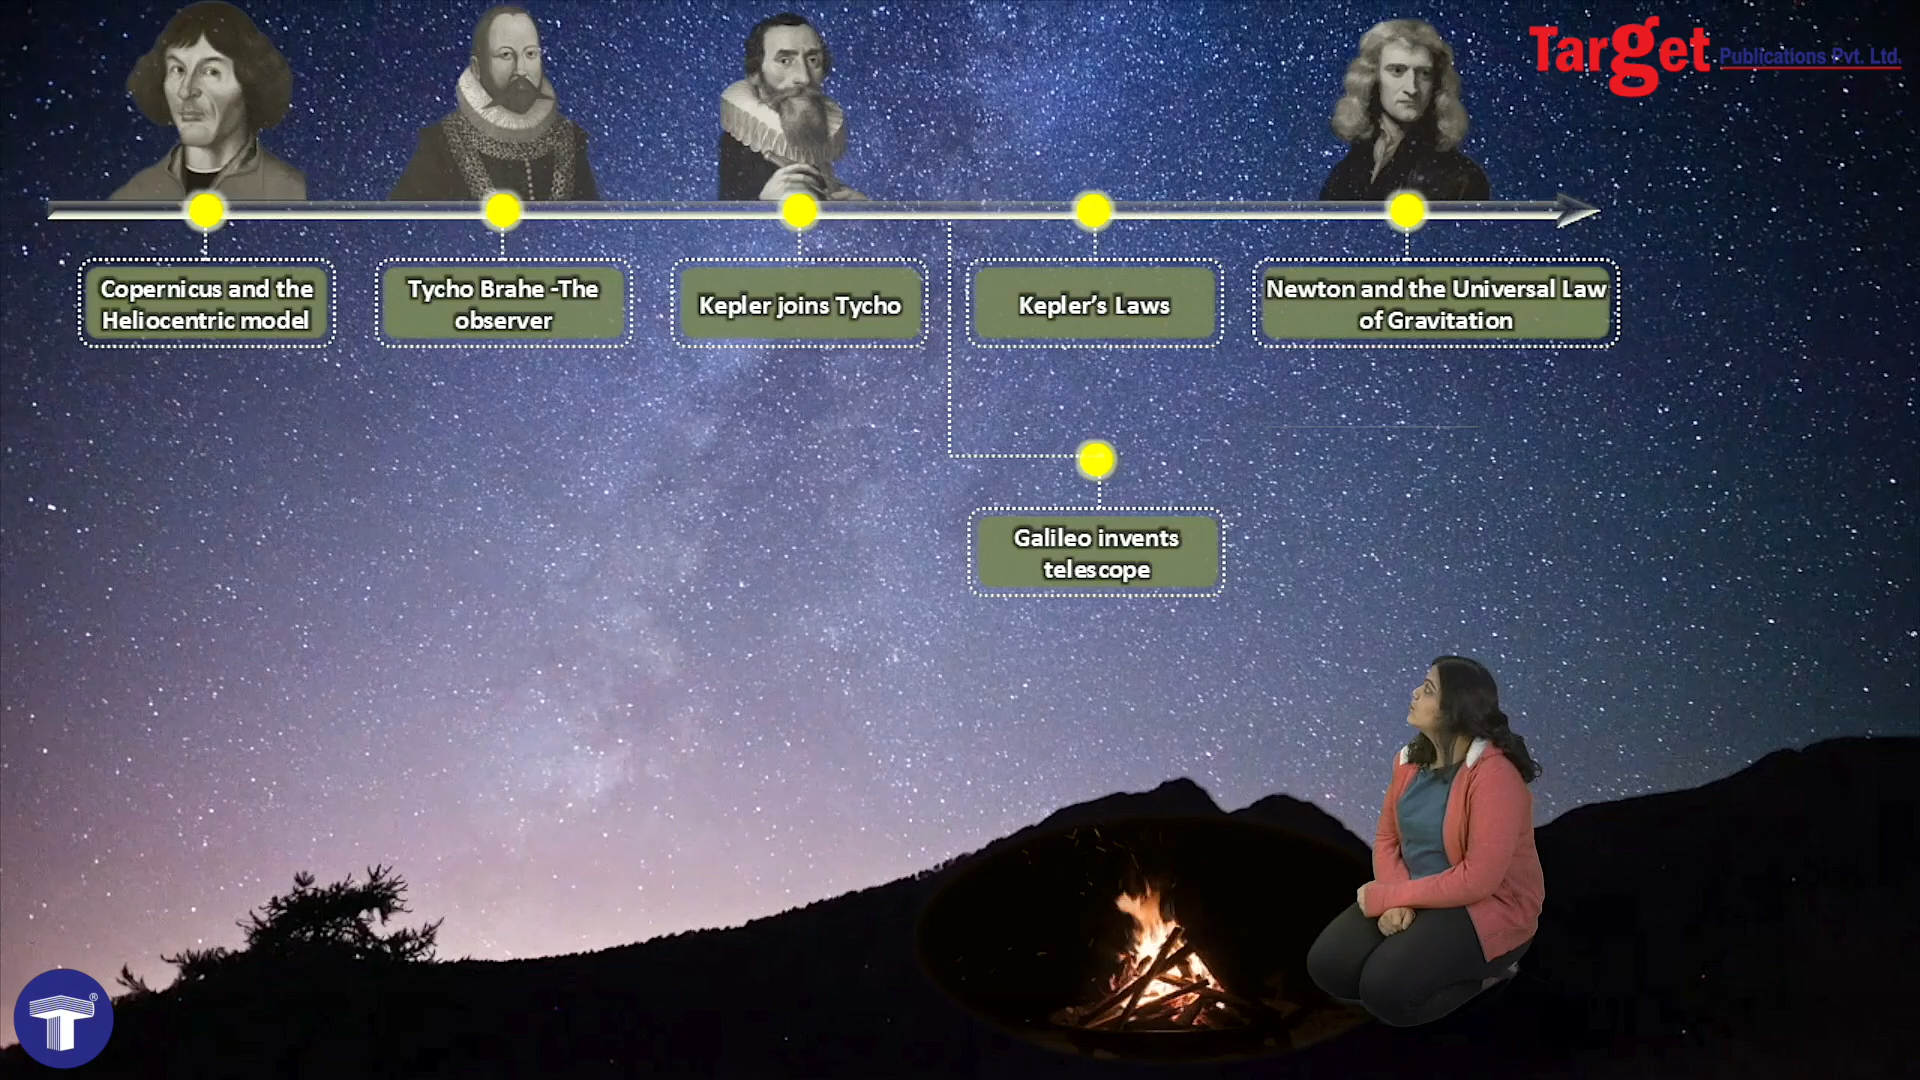 Target Publications Pvt. Ltd.
Copernicus and the
Heliocentric model
Tycho Brahe -The
observer
Kepler joins Tycho
Kepler's Laws
Newton and the Universal Law
of Gravitation
Galileo invents
telescope
T®